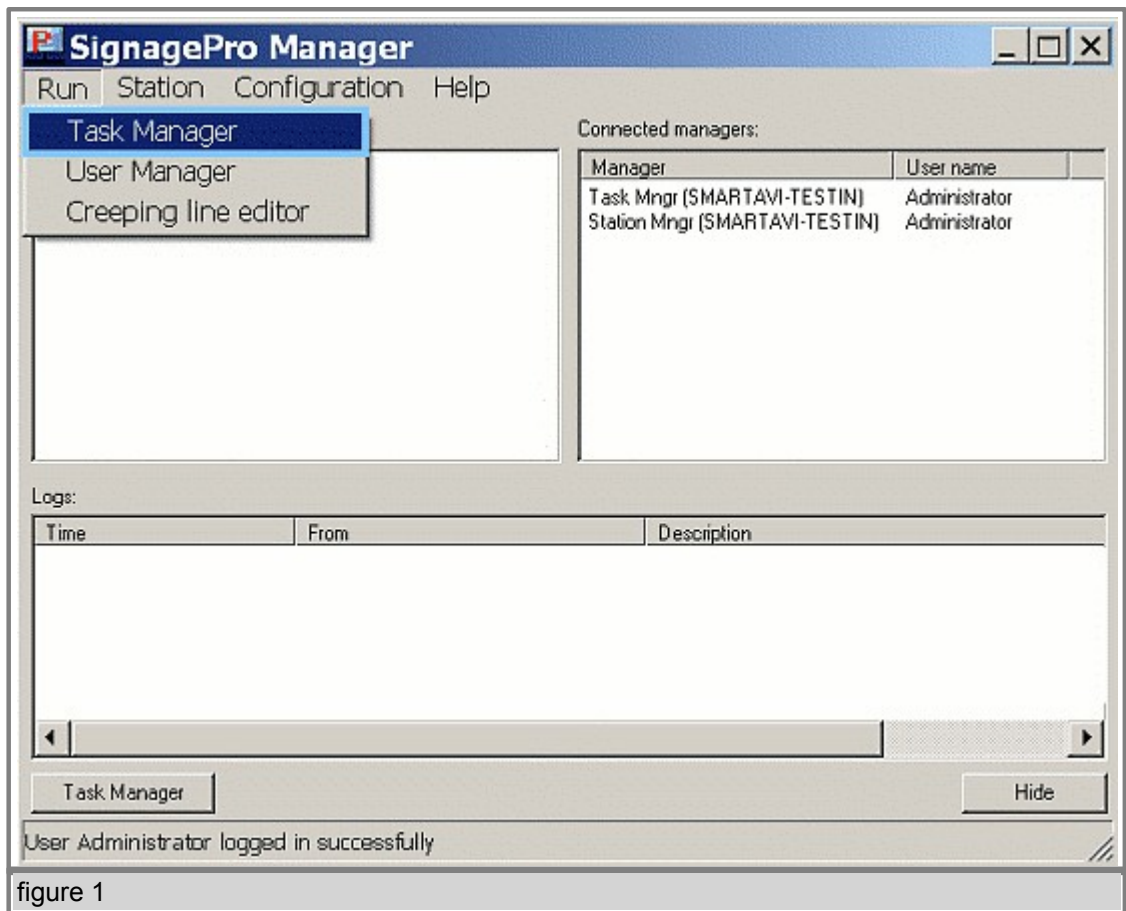 SignagePro Manager
Run Station Configuration Help
Task Manager
User Manager
Creeping line editor
Connected managers:
Manager User name
Task Mngr (SMARTAVI-TESTIN) Administrator
Station Mngr (SMARTAVI-TESTIN) Administrator
Logs:
Time From Description
Task Manager Hide
User Administrator logged in successfully
figure 1